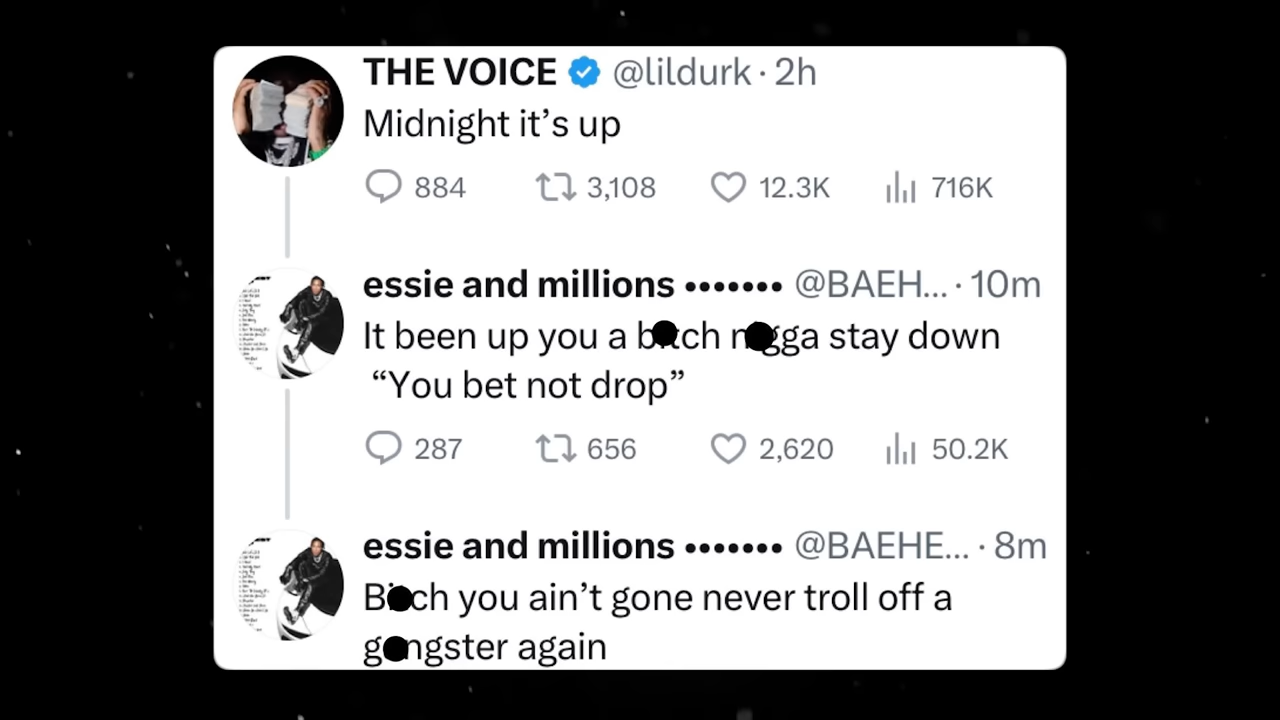 THE VOICE @lildurk · 2h
Midnight it’s up
884 3,108 12.3K 716K
essie and millions ••••••• @BAEH... · 10m
It been up you a b●tch n●gga stay down
“You bet not drop”
287 656 2,620 50.2K
essie and millions ••••••• @BAEHE... · 8m
B●ch you ain’t gone never troll off a
g●ngster again